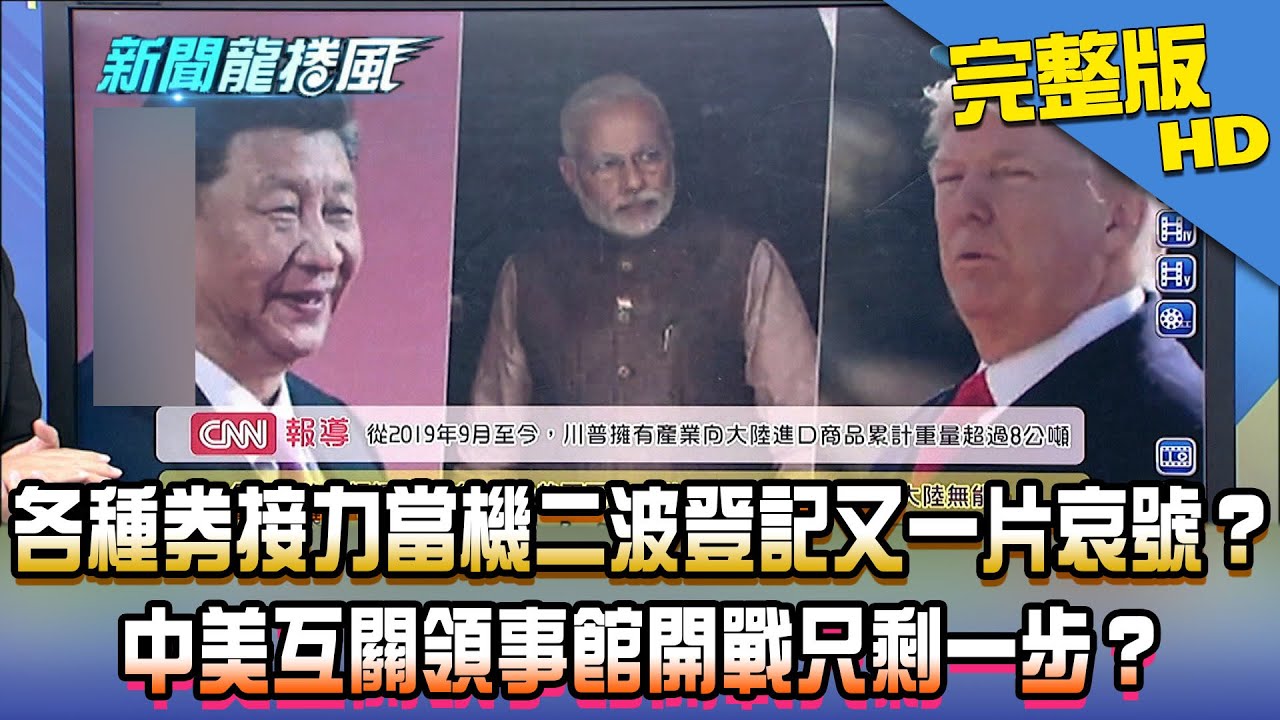 新聞龍捲風
完整版
HD
IV
V
CNN 報導 從2019年9月至今，川普擁有產業向大陸進口商品累計重量超過8公噸
大陸無能
各種券接力當機二波登記又一片哀號？
中美互關領事館開戰只剩一步？